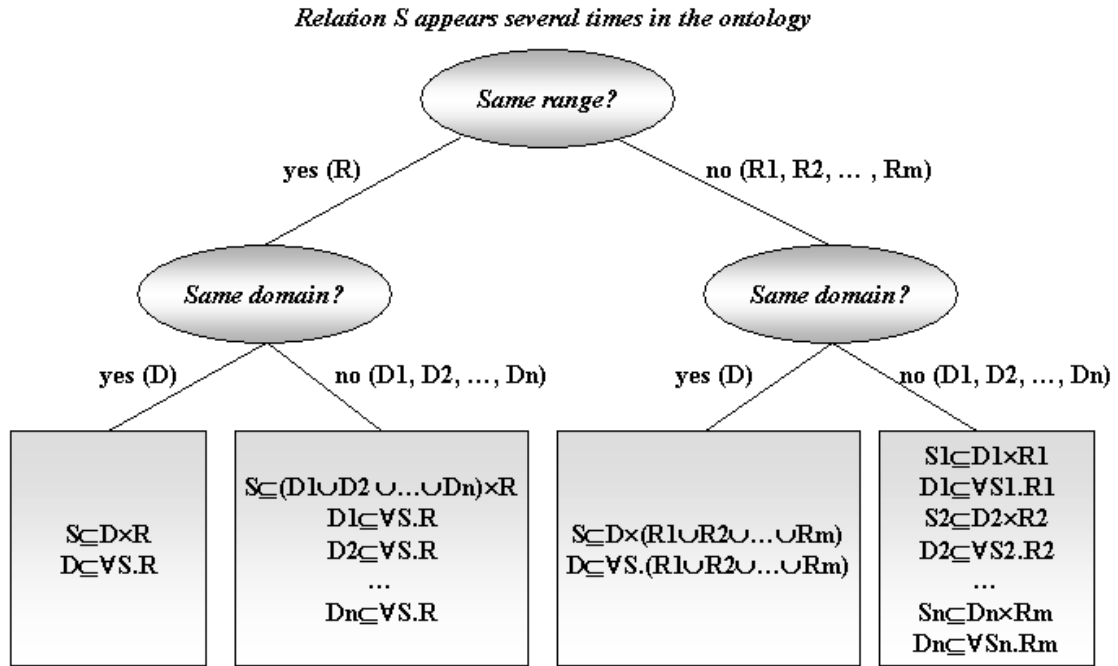 Relation S appears several times in the ontology
Same range?
yes (R)
no (R1, R2, … , Rm)
Same domain?
Same domain?
yes (D)
no (D1, D2, …, Dn)
yes (D)
no (D1, D2, …, Dn)
S⊆D×R
D⊆∀S.R
S⊆(D1∪D2 ∪…∪Dn)×R
D1⊆∀S.R
D2⊆∀S.R
…
Dn⊆∀S.R
S⊆D×(R1∪R2∪…∪Rm)
D⊆∀S.(R1∪R2∪…∪Rm)
S1⊆D1×R1
D1⊆∀S1.R1
S2⊆D2×R2
D2⊆∀S2.R2
…
Sn⊆Dn×Rm
Dn⊆∀Sn.Rm